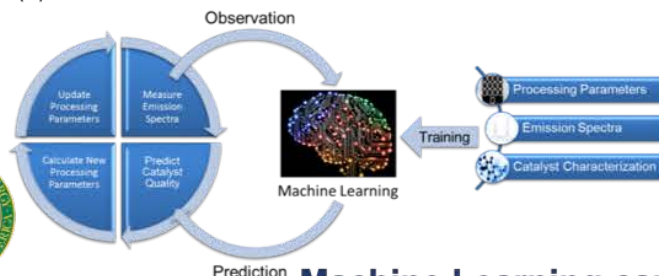 Observation
Update
Processing
Parameters
Measure
Emission
Spectra
Calculate New
Processing
Parameters
Predict
Catalyst
Quality
Machine Learning
Training
Processing Parameters
Emission Spectra
Catalyst Characterization
Prediction
Machine Learning